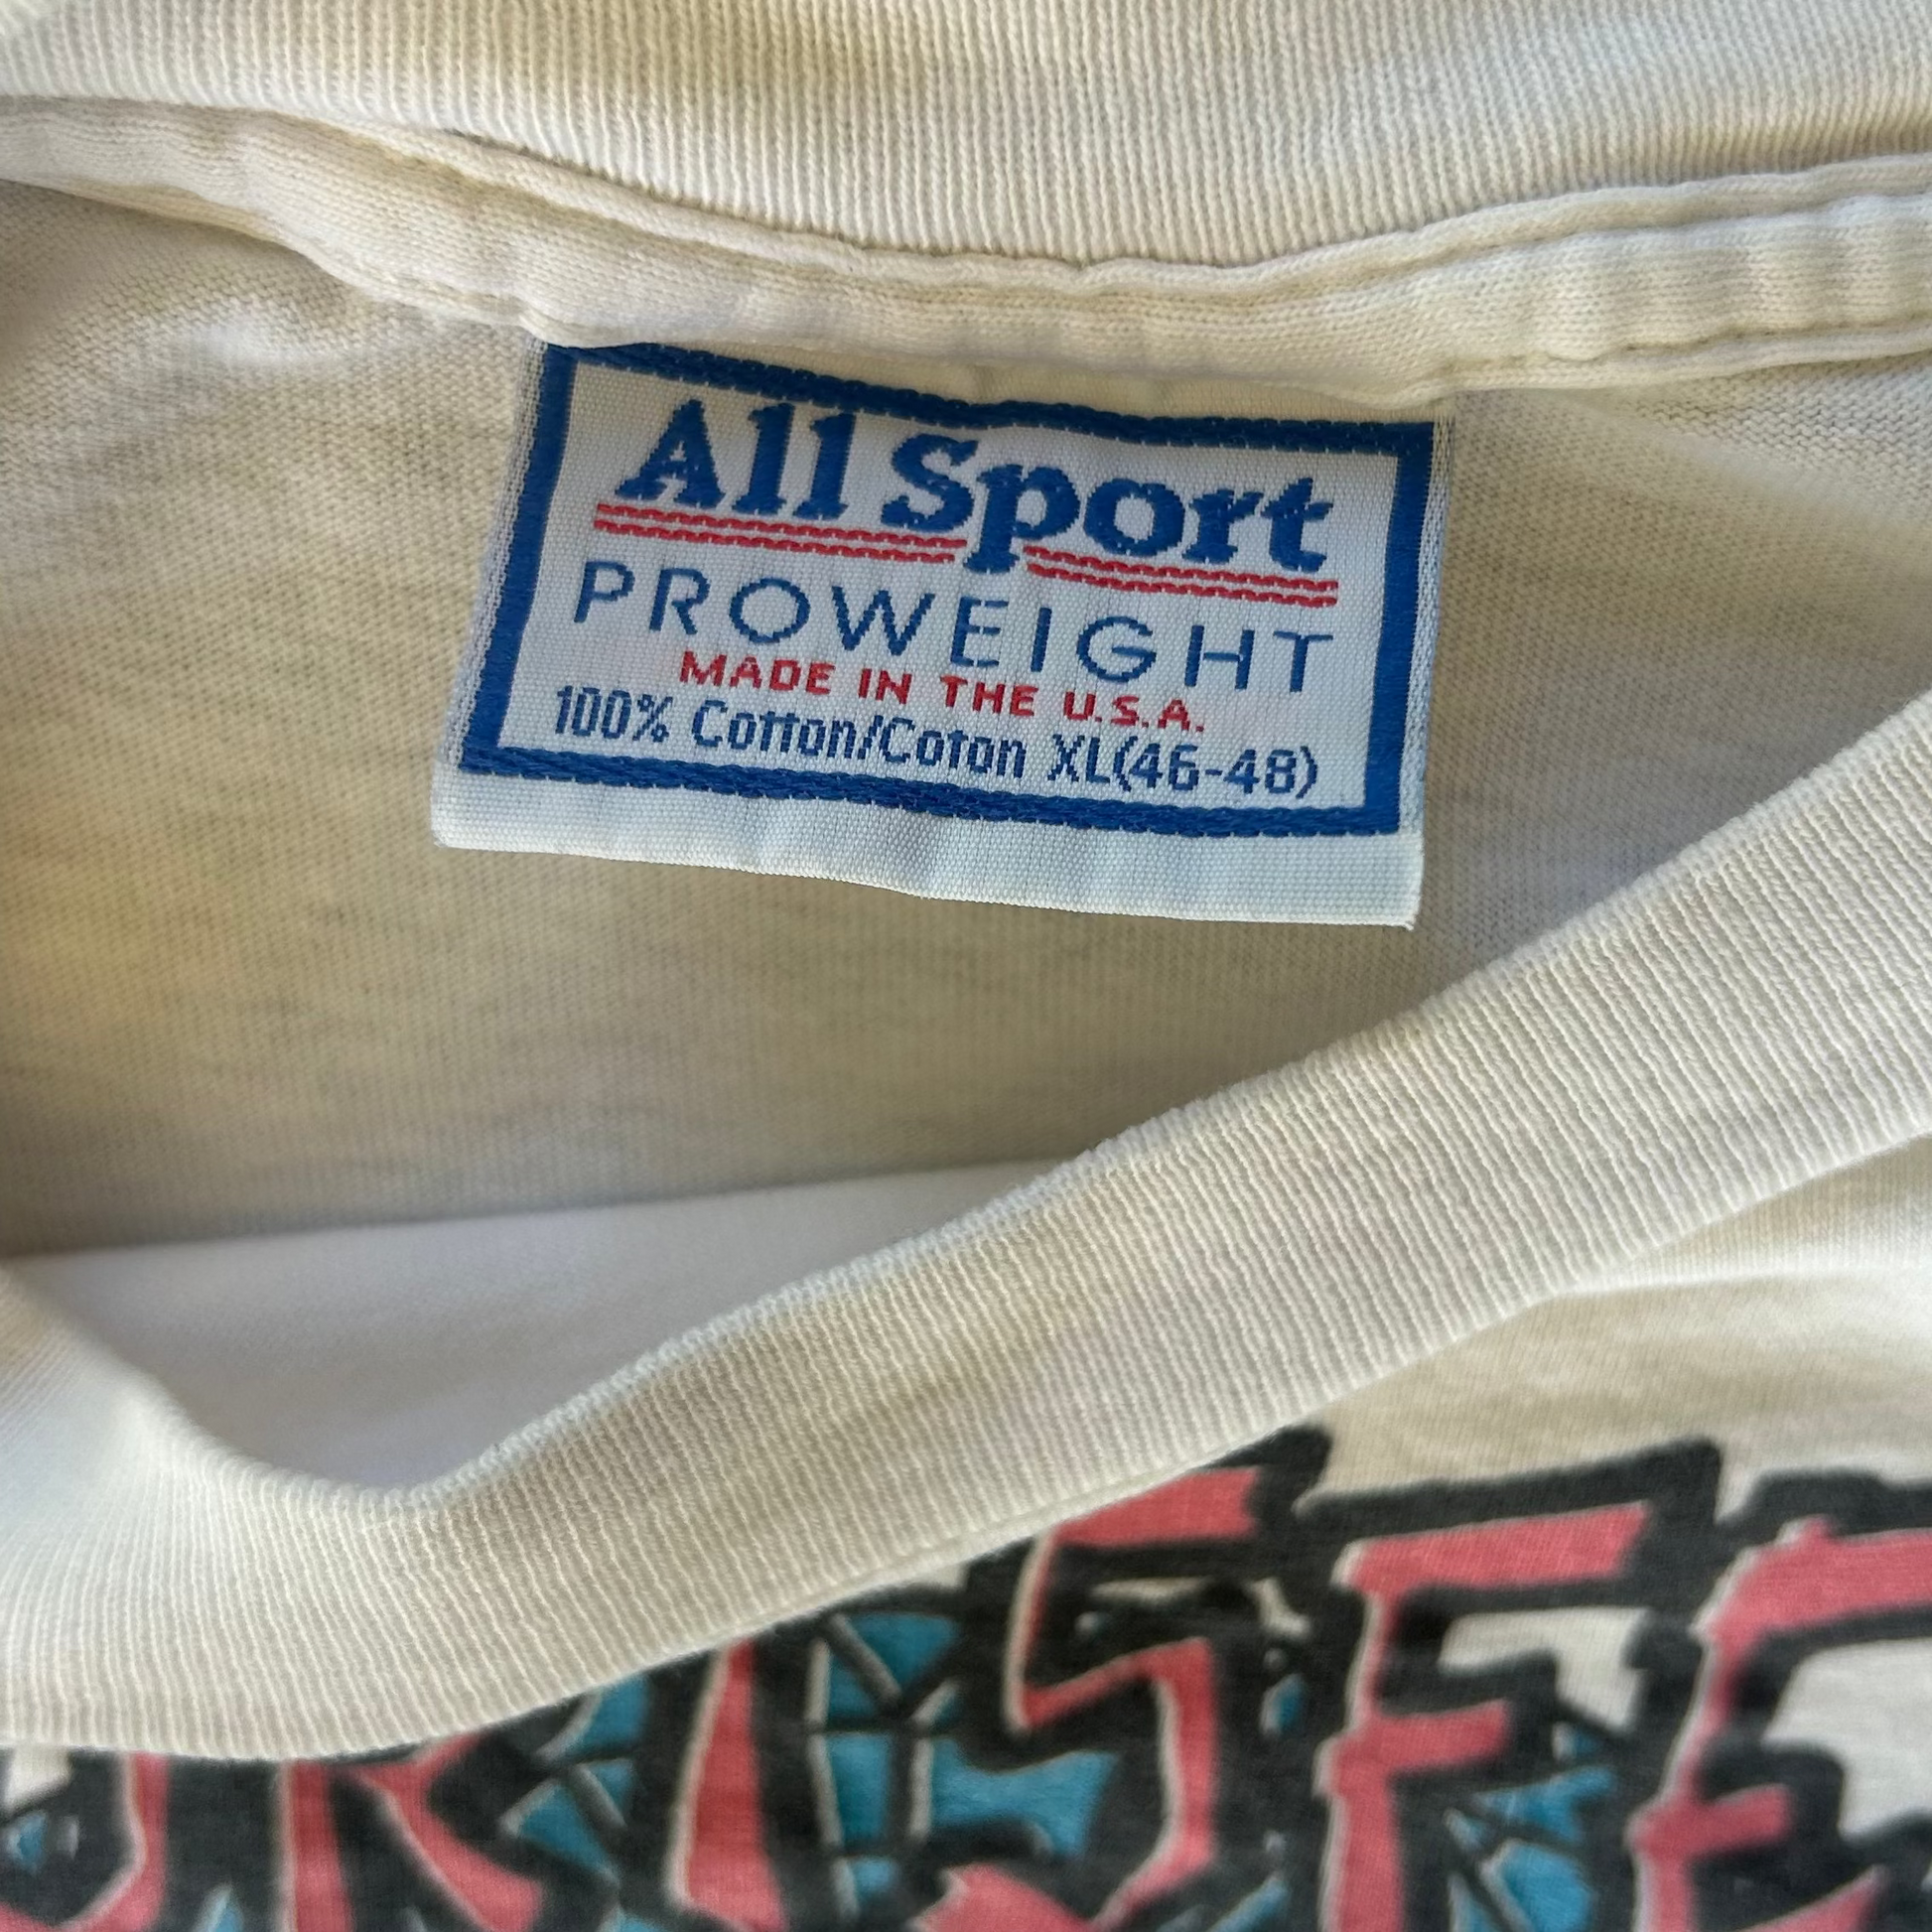 All Sport
PROWEIGHT
MADE IN THE U.S.A.
100% Cotton/Coton XL(46-48)